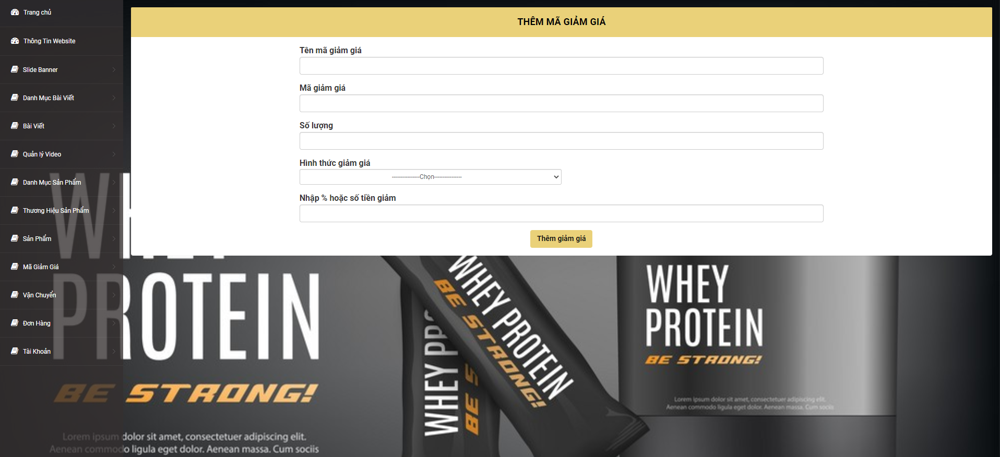 Trang chủ
Thông Tin Website
Slide Banner
Danh Mục Bài Viết
Bài Viết
Quản lý Video
Danh Mục Sản Phẩm
Thương Hiệu Sản Phẩm
Sản Phẩm
Mã Giảm Giá
Vận Chuyển
Đơn Hàng
Tài Khoản
THÊM MÃ GIẢM GIÁ
Tên mã giảm giá
Mã giảm giá
Số lượng
Hình thức giảm giá
----------------Chọn----------------
Nhập % hoặc số tiền giảm
Thêm giảm giá
PROTEIN
BE STRONG!
Lorem ipsum dolor sit amet, consectetuer adipiscing elit.
Aenean commodo ligula eget dolor. Aenean massa. Cum sociis
WHEY PRO
BE S
WHEY PROTEIN
BE STRONG!
WHEY
PROTEIN
BE STRONG!
Lorem ipsum dolor sit amet, consectetuer adipiscing elit.
Aenean commodo ligula eget dolor. Aenean massa. Cum sociis